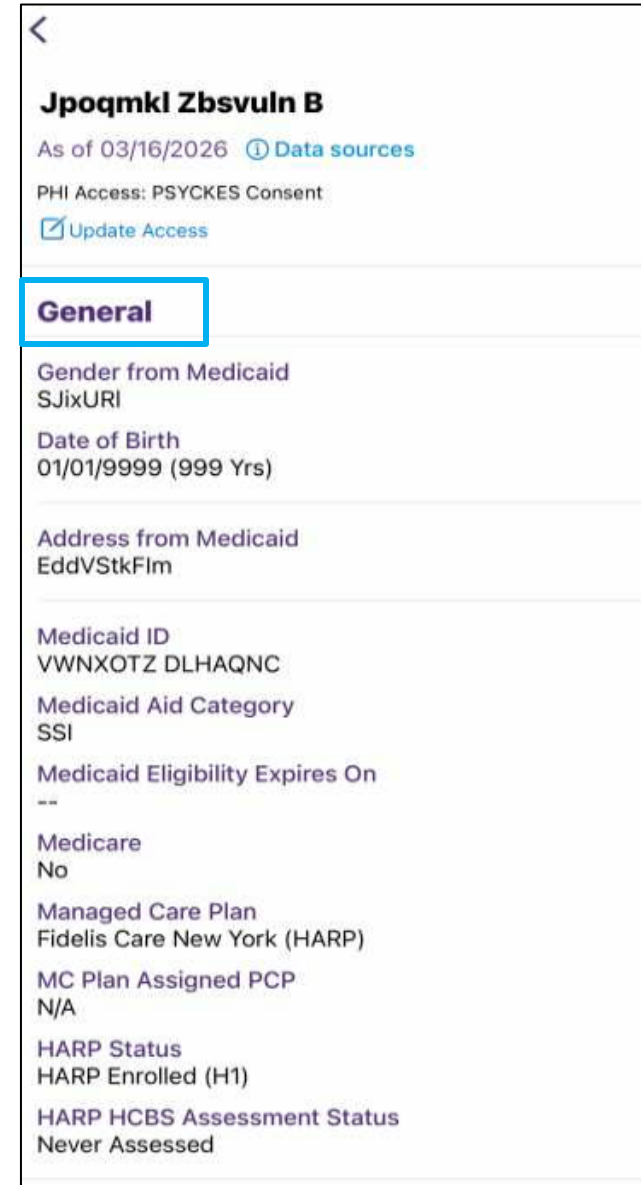 Jpoqmkl Zbsvuln B
As of 03/16/2026 Data sources
PHI Access: PSYCKES Consent
Update Access
General
Gender from Medicaid
SJixURl
Date of Birth
01/01/9999 (999 Yrs)
Address from Medicaid
EddVStkFlm
Medicaid ID
VWNXOTZ DLHAQNC
Medicaid Aid Category
SSI
Medicaid Eligibility Expires On
--
Medicare
No
Managed Care Plan
Fidelis Care New York (HARP)
MC Plan Assigned PCP
N/A
HARP Status
HARP Enrolled (H1)
HARP HCBS Assessment Status
Never Assessed